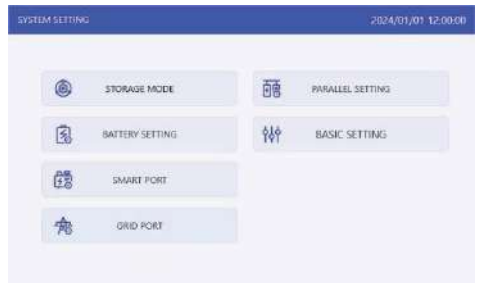 SYSTEM SETTING
2024/01/01 12:00:00
STORAGE MODE
PARALLEL SETTING
BATTERY SETTING
BASIC SETTING
SMART PORT
GRID PORT